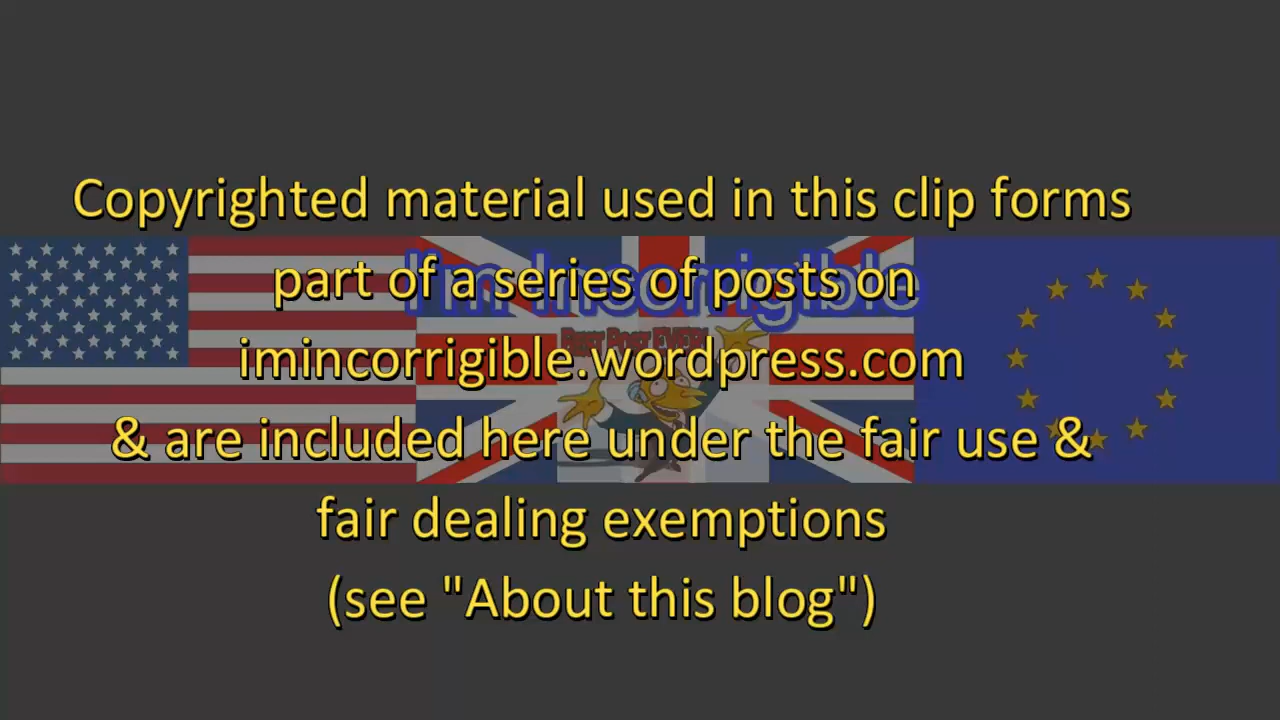 Copyrighted material used in this clip forms
I'm Incorrigible
part of a series of posts on
imincorrigible.wordpress.com
& are included here under the fair use &
fair dealing exemptions
(see "About this blog")